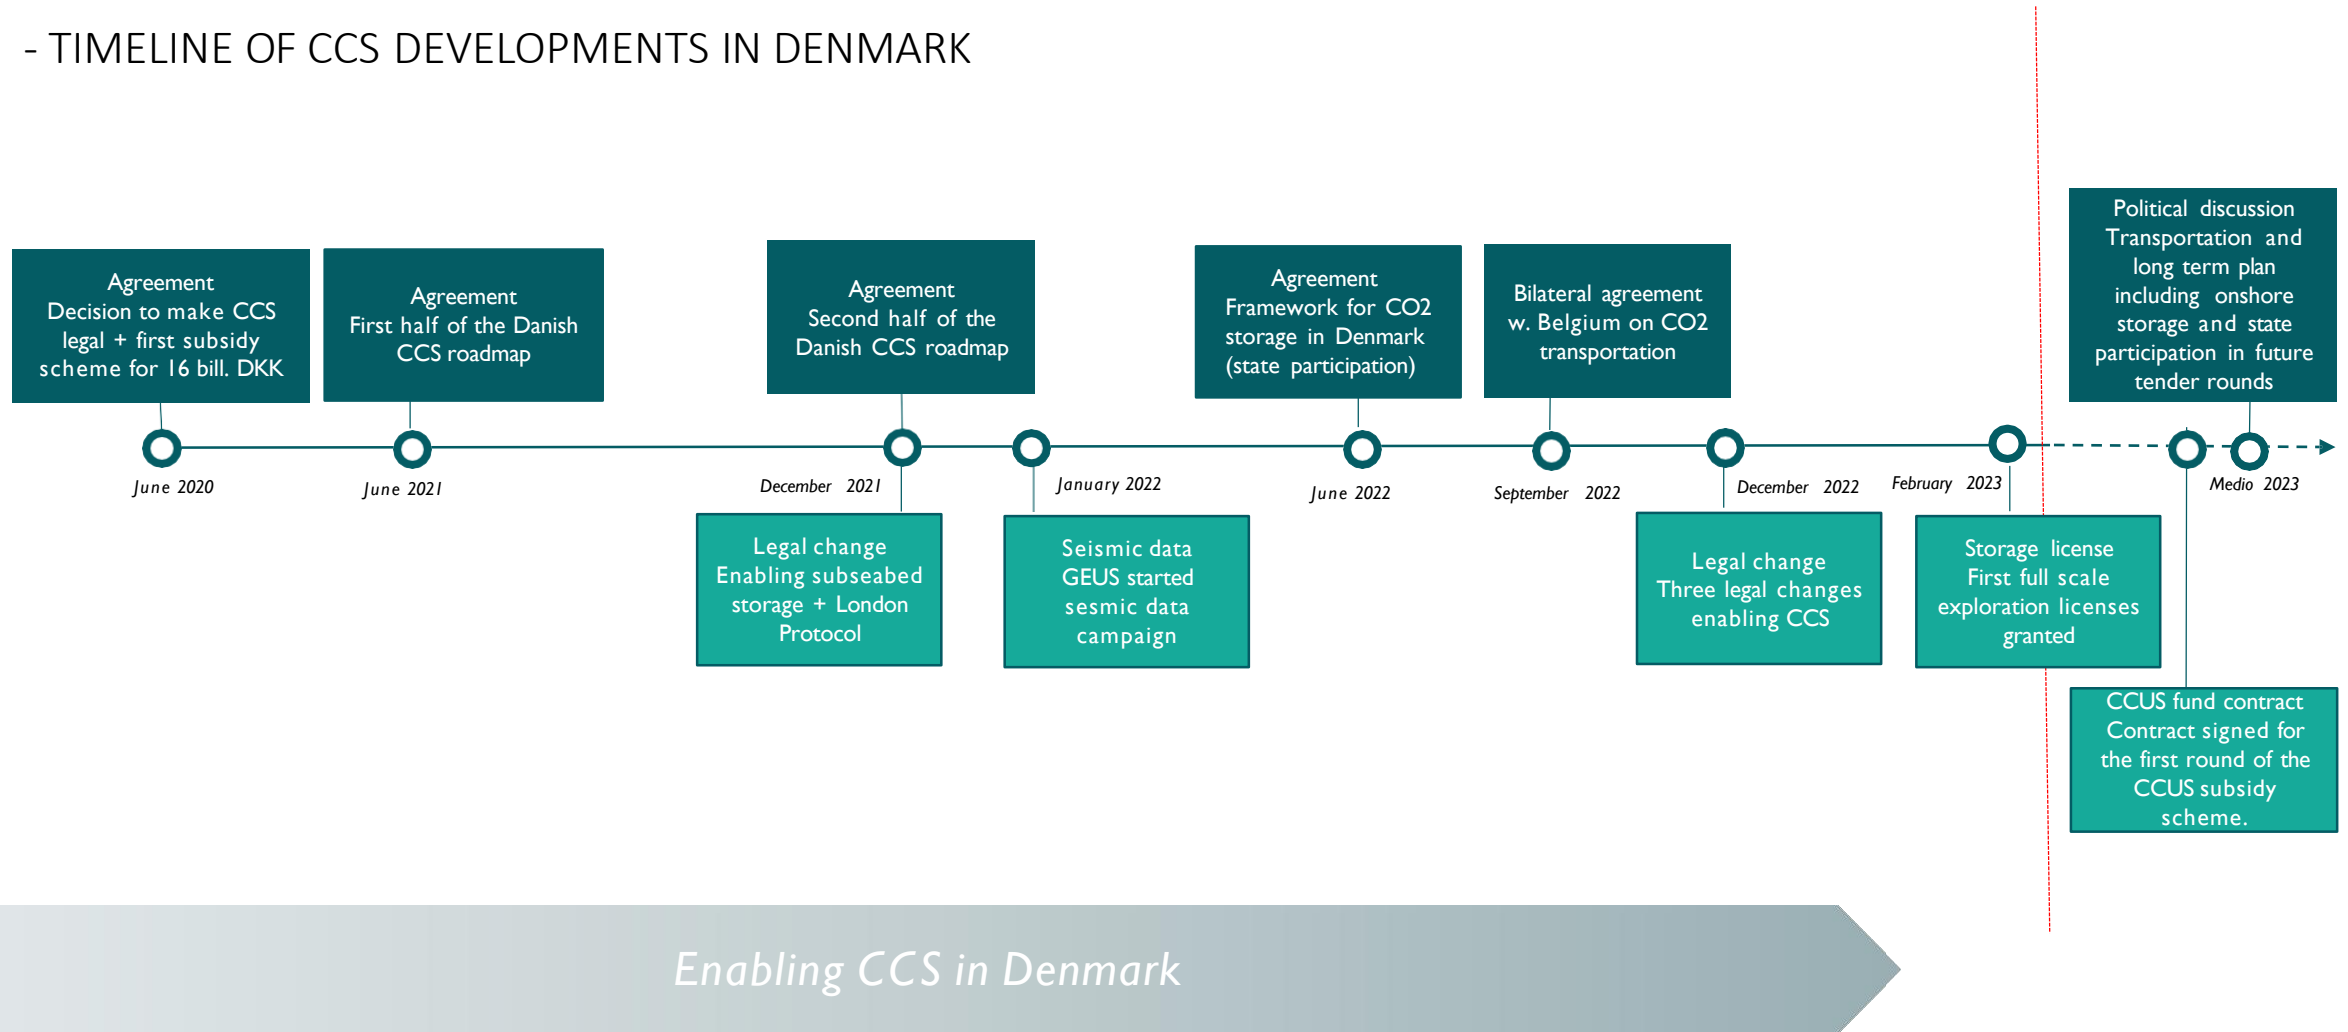 - TIMELINE OF CCS DEVELOPMENTS IN DENMARK
Agreement
Decision to make CCS
legal + first subsidy
scheme for 16 bill. DKK
Agreement
First half of the Danish
CCS roadmap
Agreement
Second half of the
Danish CCS roadmap
Agreement
Framework for CO2
storage in Denmark
(state participation)
Bilateral agreement
w. Belgium on CO2
transportation
Political discussion
Transportation and
long term plan
including onshore
storage and state
participation in future
tender rounds
June 2020
June 2021
December 2021
January 2022
June 2022
September 2022
December 2022
February 2023
Medio 2023
Legal change
Enabling subseabed
storage + London
Protocol
Seismic data
GEUS started
sesmic data
campaign
Legal change
Three legal changes
enabling CCS
Storage license
First full scale
exploration licenses
granted
CCUS fund contract
Contract signed for
the first round of the
CCUS subsidy
scheme.
Enabling CCS in Denmark